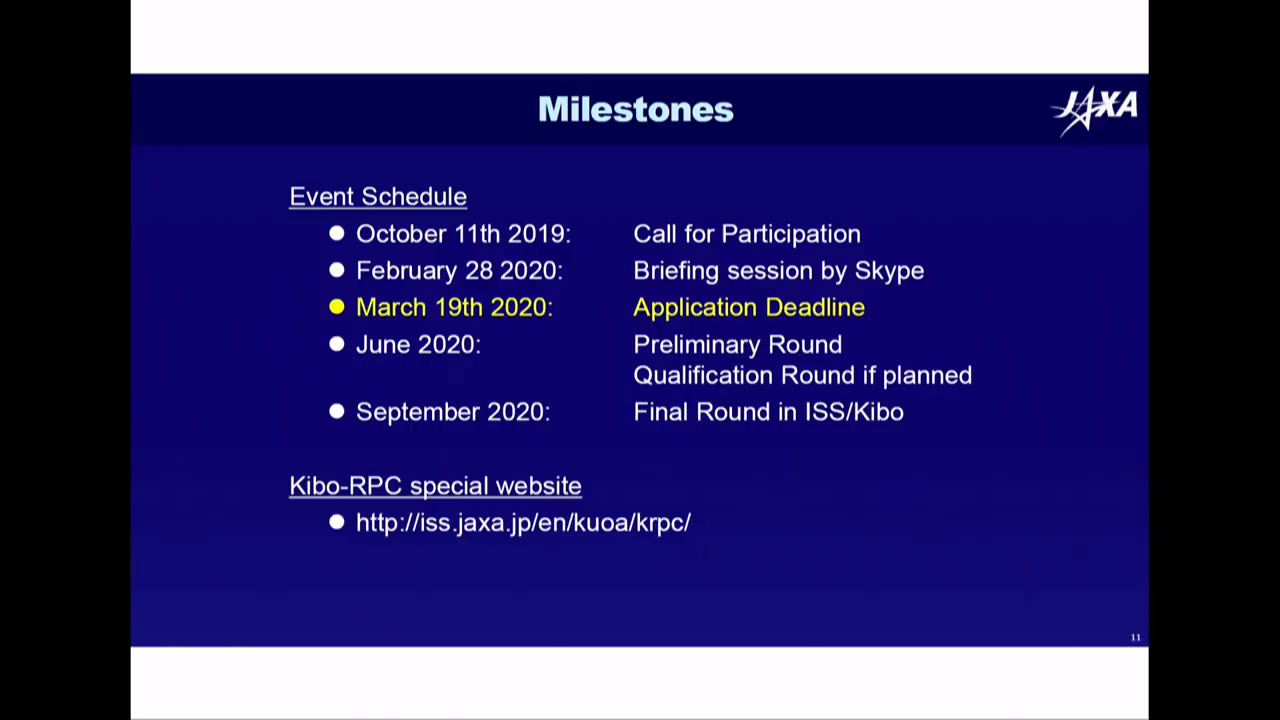 Milestones
JAXA
Event Schedule
October 11th 2019: Call for Participation
February 28 2020: Briefing session by Skype
March 19th 2020: Application Deadline
June 2020: Preliminary Round
Qualification Round if planned
September 2020: Final Round in ISS/Kibo
Kibo-RPC special website
http://iss.jaxa.jp/en/kuoa/krpc/
11